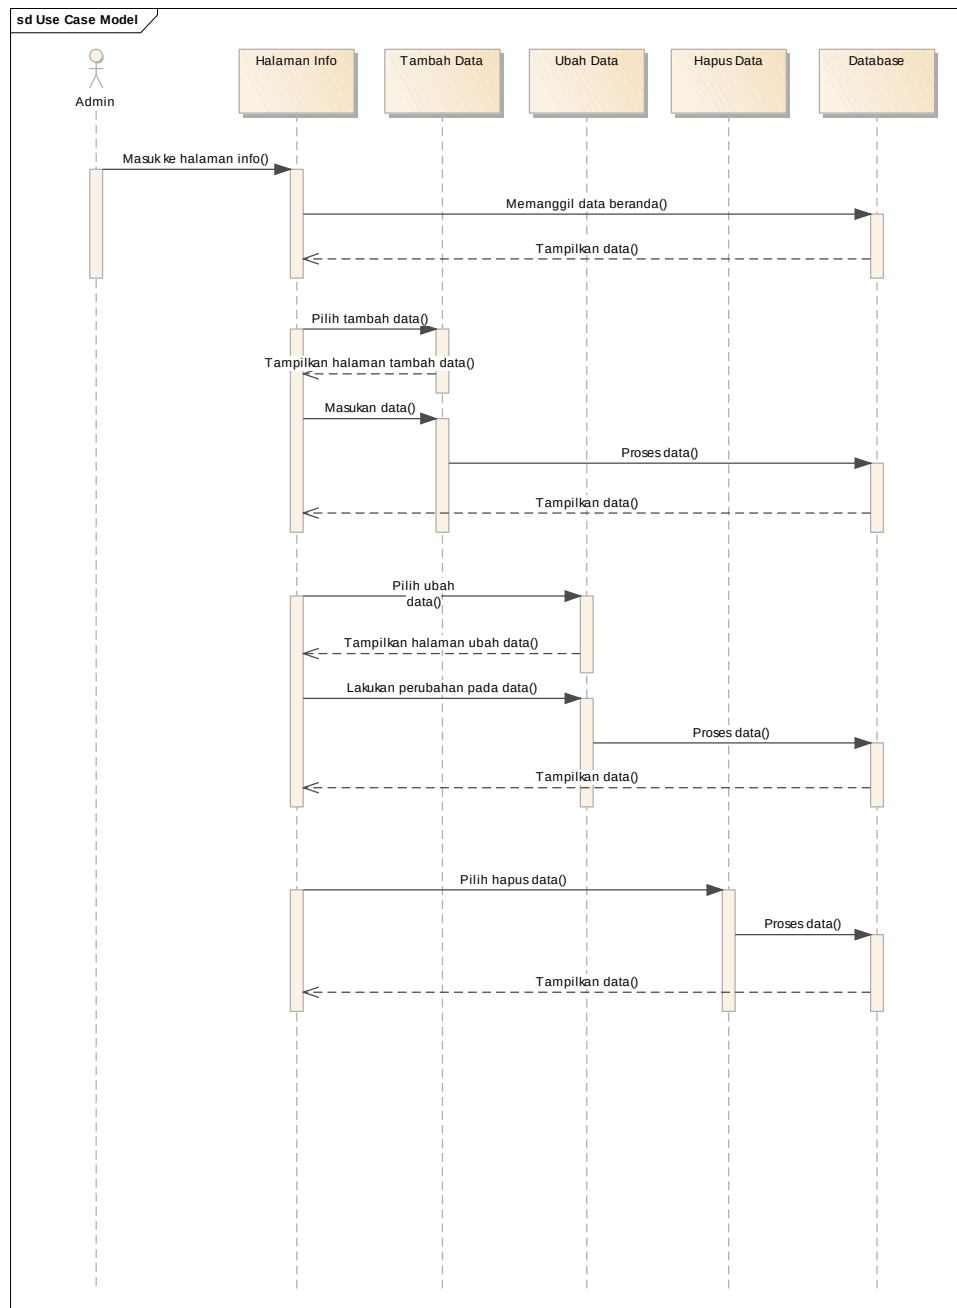 sd Use Case Model
Halaman Info
Tambah Data
Ubah Data
Hapus Data
Database
Admin
Masuk ke halaman info()
Memanggil data beranda()
Tampilkan data()
Pilih tambah data()
Tampilkan halaman tambah data()
Masukan data()
Proses data()
Tampilkan data()
Pilih ubah
data()
Tampilkan halaman ubah data()
Lakukan perubahan pada data()
Proses data()
Tampilkan data()
Pilih hapus data()
Proses data()
Tampilkan data()